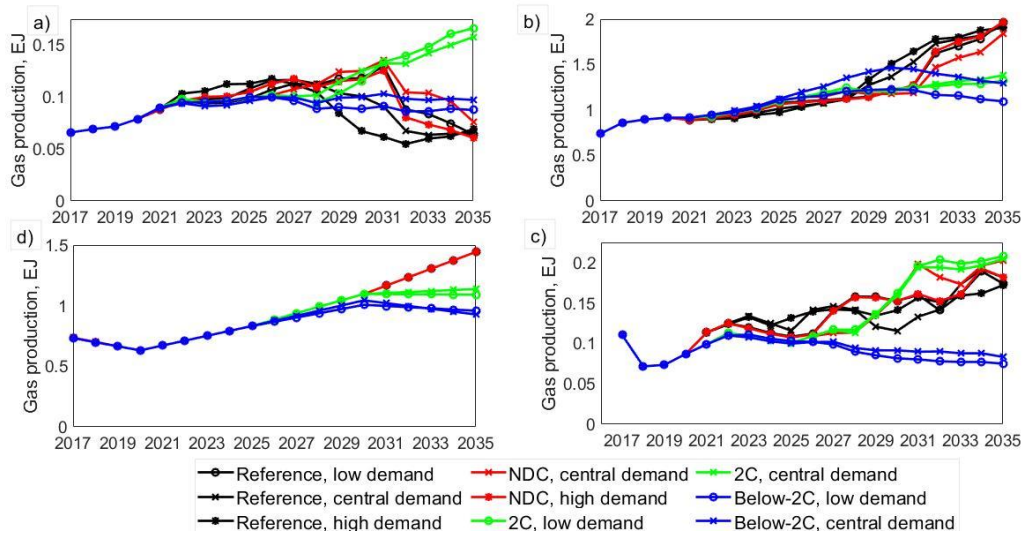 a)
Gas production, EJ
0.15
0.1
0.05
0
2017 2019 2021 2023 2025 2027 2029 2031 2033 2035
b)
Gas production, EJ
2
1.5
1
0.5
0
2017 2019 2021 2023 2025 2027 2029 2031 2033 2035
d)
Gas production, EJ
1.5
1
0.5
0
2017 2019 2021 2023 2025 2027 2029 2031 2033 2035
c)
Gas production, EJ
0.2
0.15
0.1
0.05
0
2017 2019 2021 2023 2025 2027 2029 2031 2033 2035
Reference, low demand
Reference, central demand
Reference, high demand
NDC, central demand
NDC, high demand
2C, low demand
2C, central demand
Below-2C, low demand
Below-2C, central demand